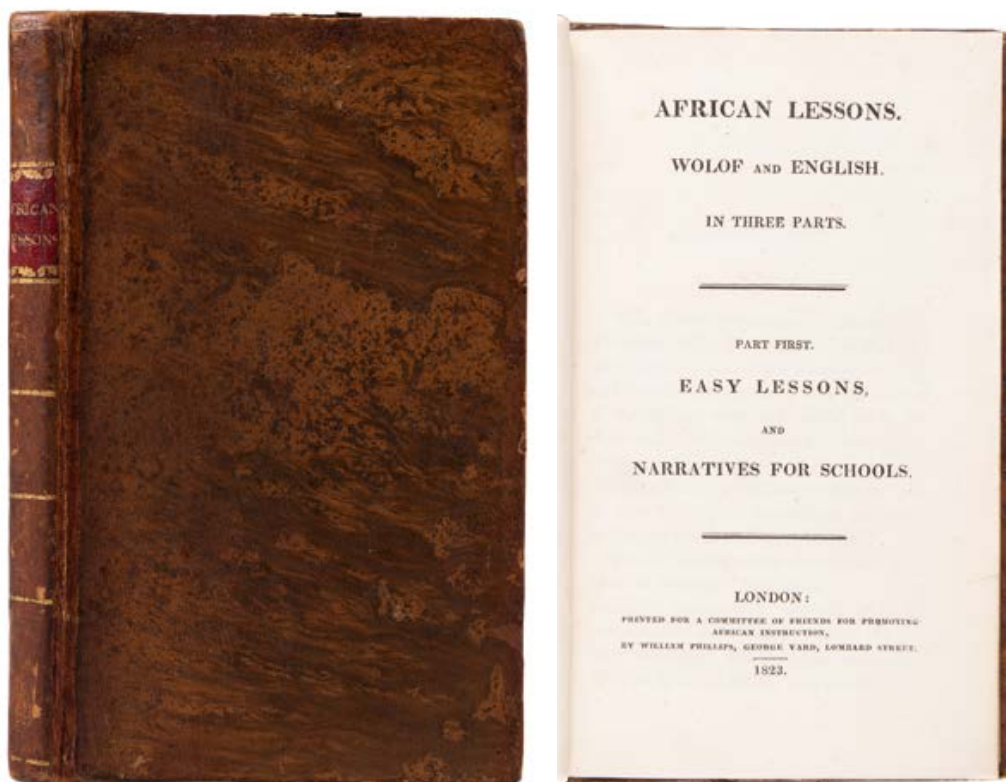 AFRICAN
LESSONS
AFRICAN LESSONS.
WOLOF AND ENGLISH.
IN THREE PARTS.
PART FIRST.
EASY LESSONS,
AND
NARRATIVES FOR SCHOOLS.
LONDON:
PRINTED FOR A COMMITTEE OF FRIENDS FOR PROMOTING
AFRICAN INSTRUCTION,
BY WILLIAM PHILLIPS, GEORGE YARD, LOMBARD STREET.
1823.